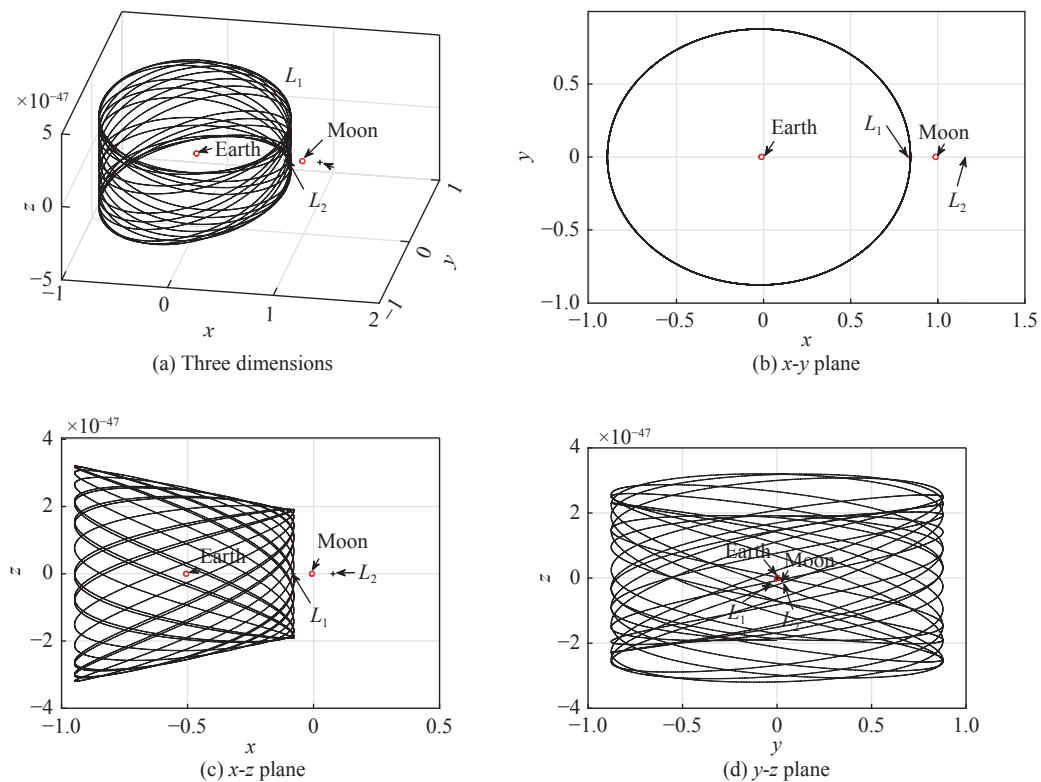 ×10⁻⁴⁷
5
0
−5
z
−1
0
1
2
x
−1
0
1
y
L₁
Moon
Earth
L₂
(a) Three dimensions
0.5
0
−0.5
−1.0
y
−1.0
−0.5
0
0.5
1.0
1.5
x
Earth
L₁
Moon
L₂
(b) x-y plane
×10⁻⁴⁷
4
2
0
−2
−4
z
−1.0
−0.5
0
0.5
x
Earth
Moon
L₂
L₁
(c) x-z plane
×10⁻⁴⁷
4
2
0
−2
−4
z
−1.0
−0.5
0
0.5
1.0
y
Earth
Moon
L₁
L
(d) y-z plane